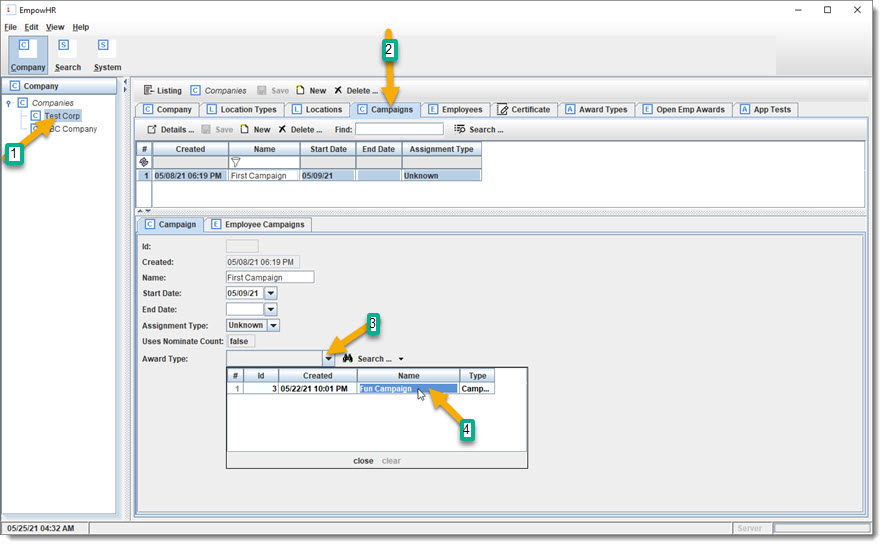 EmpowHR
File Edit View Help
C S S
Company Search System
2
C Company
Listing C Companies Save New Delete ...
Companies
C Company L Location Types L Locations C Campaigns E Employees Certificate A Award Types E Open Emp Awards A App Tests
C Test Corp
C BC Company
1
Details ... Save New Delete ... Find: Search ...
# Created Name Start Date End Date Assignment Type
1 05/08/21 06:19 PM First Campaign 05/09/21 Unknown
C Campaign E Employee Campaigns
Id:
Created: 05/08/21 06:19 PM
Name: First Campaign
Start Date: 05/09/21
End Date:
Assignment Type: Unknown
Uses Nominate Count: false
3
Award Type: Search ...
# Id Created Name Type
1 3 05/22/21 10:01 PM Fun Campaign Camp...
4
close clear
05/25/21 04:32 AM Server